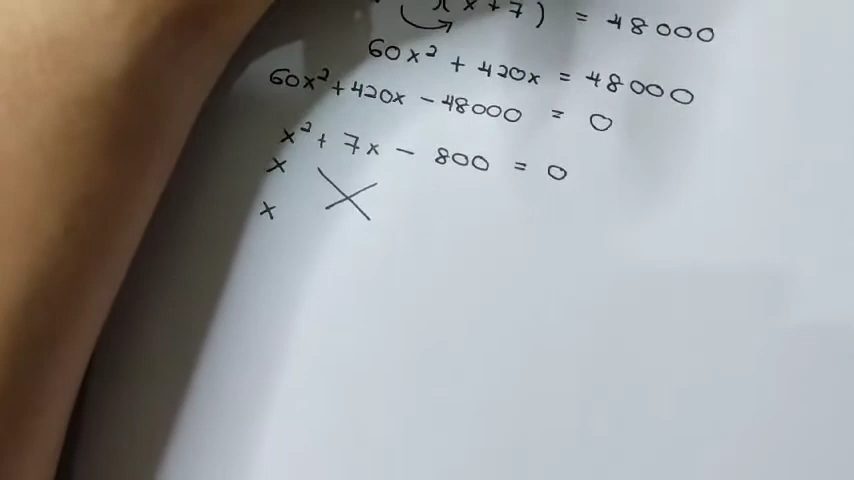 )(x + 7) = 48000
60x² + 420x = 48000
60x² + 420x - 48000 = 0
x² + 7x - 800 = 0
x
x